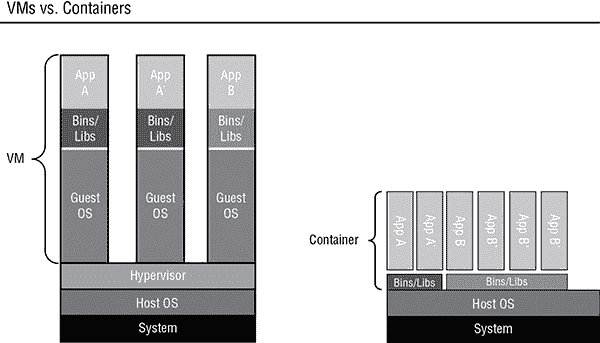 VMs vs. Containers
App
A
App
A'
App
B
Bins/
Libs
Bins/
Libs
Bins/
Libs
VM
Guest
OS
Guest
OS
Guest
OS
Hypervisor
Host OS
System
Container
App A
App A'
App B
App B'
App B'
App B'
Bins/Libs
Bins/Libs
Host OS
System